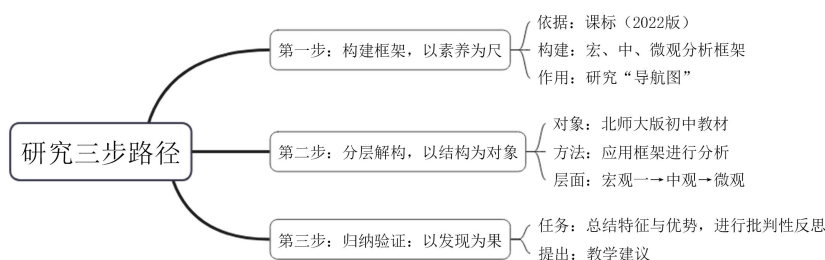 研究三步路径
第一步：构建框架，以素养为尺
依据：课标（2022版）
构建：宏、中、微观分析框架
作用：研究“导航图”
第二步：分层解构，以结构为对象
对象：北师大版初中教材
方法：应用框架进行分析
层面：宏观一→中观→微观
第三步：归纳验证：以发现为果
任务：总结特征与优势，进行批判性反思
提出：教学建议